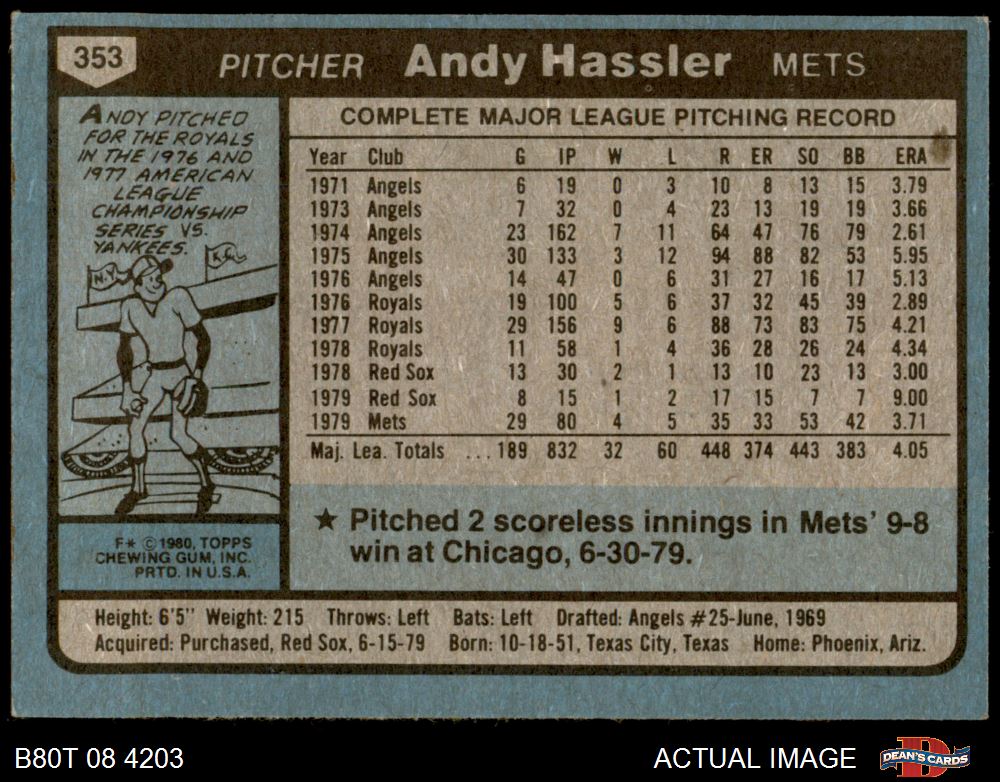 353 PITCHER Andy Hassler METS
ANDY PITCHED
FOR THE ROYALS
IN THE 1976 AND
1977 AMERICAN
LEAGUE
CHAMPIONSHIP
SERIES VS.
YANKEES.
N.Y.
K.C.
F* © 1980, TOPPS
CHEWING GUM, INC.
PRTD. IN U.S.A.
COMPLETE MAJOR LEAGUE PITCHING RECORD
Year Club G IP W L R ER SO BB ERA
1971 Angels 6 19 0 3 10 8 13 15 3.79
1973 Angels 7 32 0 4 23 13 19 19 3.66
1974 Angels 23 162 7 11 64 47 76 79 2.61
1975 Angels 30 133 3 12 94 88 82 53 5.95
1976 Angels 14 47 0 6 31 27 16 17 5.13
1976 Royals 19 100 5 6 37 32 45 39 2.89
1977 Royals 29 156 9 6 88 73 83 75 4.21
1978 Royals 11 58 1 4 36 28 26 24 4.34
1978 Red Sox 13 30 2 1 13 10 23 13 3.00
1979 Red Sox 8 15 1 2 17 15 7 7 9.00
1979 Mets 29 80 4 5 35 33 53 42 3.71
Maj. Lea. Totals ...189 832 32 60 448 374 443 383 4.05
★ Pitched 2 scoreless innings in Mets' 9-8
win at Chicago, 6-30-79.
Height: 6'5" Weight: 215 Throws: Left Bats: Left Drafted: Angels #25-June, 1969
Acquired: Purchased, Red Sox, 6-15-79 Born: 10-18-51, Texas City, Texas Home: Phoenix, Ariz.
B80T 08 4203 ACTUAL IMAGE DEAN'S CARDS